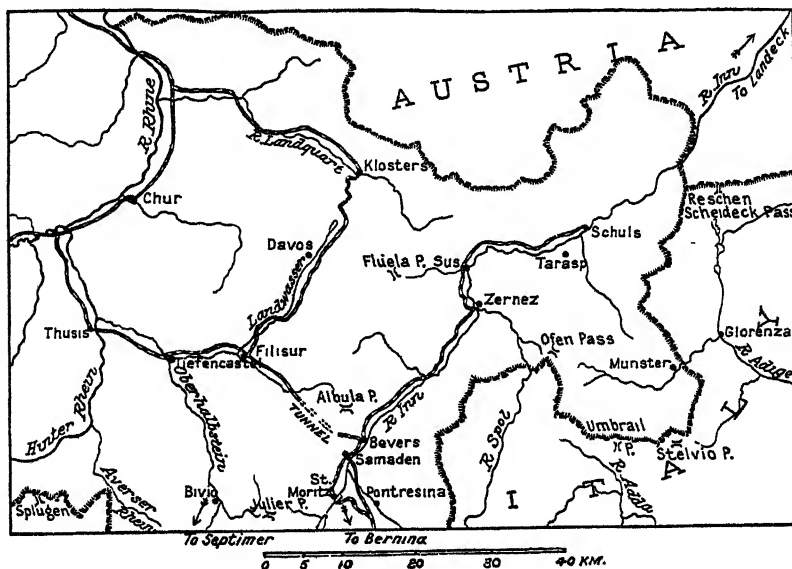 AUSTRIA
R. Inn
To Landeck
R. Rhine
R. Landquart
Klosters
Chur
Reschen
Scheideck Pass
Davos
Landwasser
Flüela P.
Sus
Schuls
Tarasp
Zernez
Thusis
Tiefencastel
Filisur
Ofen Pass
Munster
Glorenza
R. Adige
Hinter Rhein
Oberhalbstein
Albula P.
TUNNEL
R. Inn
Bevers
Samaden
R. Spöl
Umbrail
P.
Stelvio P.
R. Adda
ITALY
Averser
Rhein
Splugen
Bivio
Julier P.
St.
Moritz
Pontresina
To Septimer
To Bernina
0 5 10 20 30 40 KM.